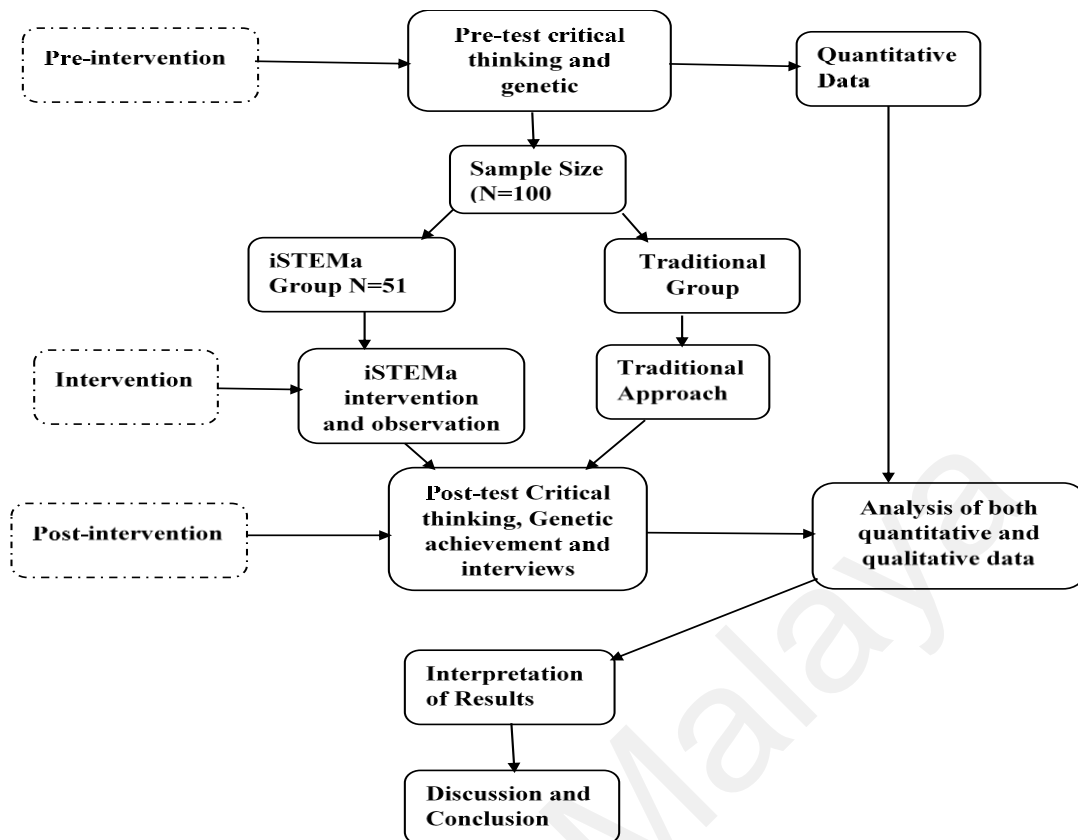 Pre-intervention
Pre-test critical
thinking and
genetic
Quantitative
Data
Sample Size
(N=100
iSTEMa
Group N=51
Traditional
Group
Intervention
iSTEMa
intervention
and observation
Traditional
Approach
Post-intervention
Post-test Critical
thinking, Genetic
achievement and
interviews
Analysis of both
quantitative and
qualitative data
Interpretation
of Results
Discussion and
Conclusion
Malaya